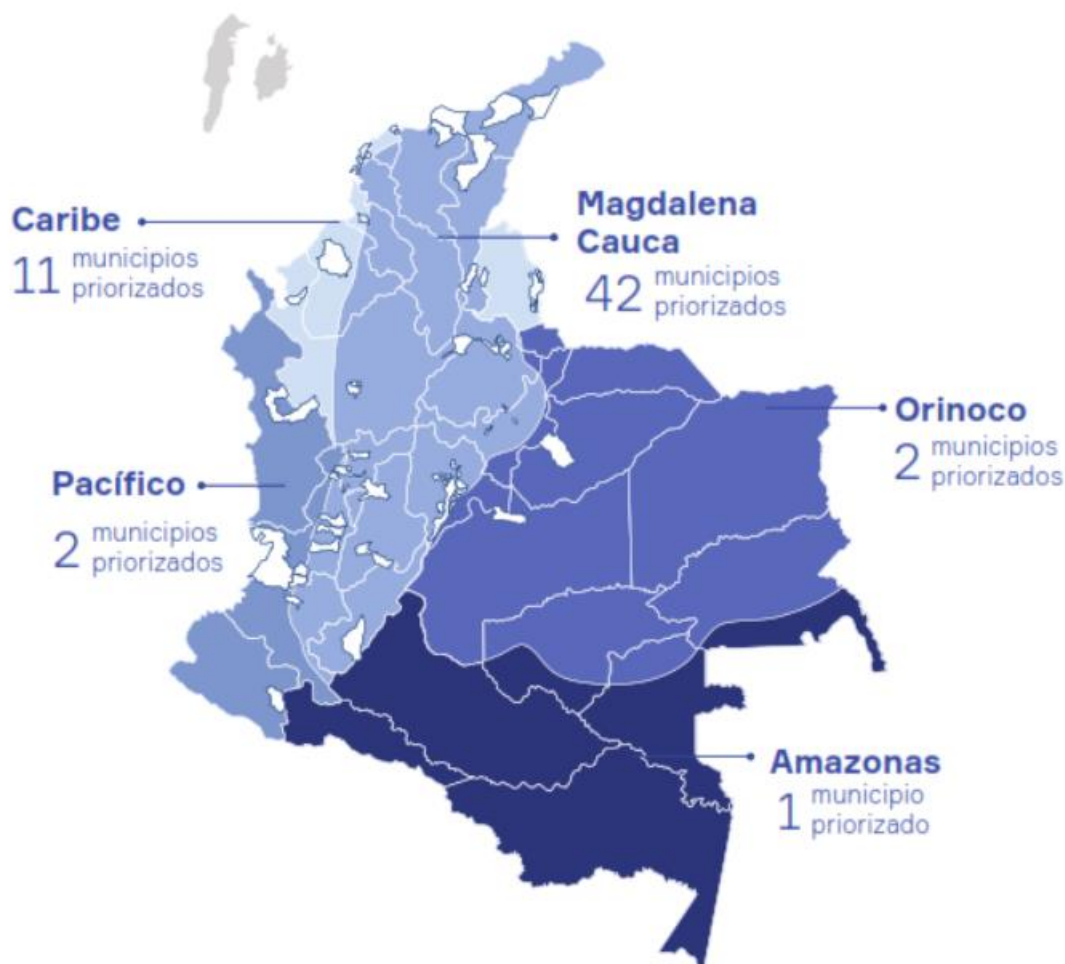 Caribe
11 municipios
priorizados
Magdalena
Cauca
42 municipios
priorizados
Orinoco
2 municipios
priorizados
Pacífico
2 municipios
priorizados
Amazonas
1 municipio
priorizado